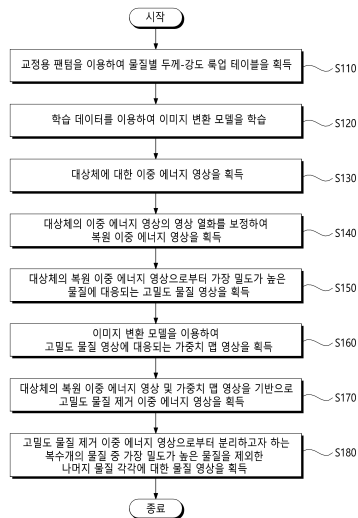 시작
교정용 팬텀을 이용하여 물질별 두께-강도 룩업 테이블을 획득
S110
학습 데이터를 이용하여 이미지 변환 모델을 학습
S120
대상체에 대한 이중 에너지 영상을 획득
S130
대상체의 이중 에너지 영상의 영상 열화를 보정하여
복원 이중 에너지 영상을 획득
S140
대상체의 복원 이중 에너지 영상으로부터 가장 밀도가 높은
물질에 대응되는 고밀도 물질 영상을 획득
S150
이미지 변환 모델을 이용하여
고밀도 물질 영상에 대응되는 가중치 맵 영상을 획득
S160
대상체의 복원 이중 에너지 영상 및 가중치 맵 영상을 기반으로
고밀도 물질 제거 이중 에너지 영상을 획득
S170
고밀도 물질 제거 이중 에너지 영상으로부터 분리하고자 하는
복수개의 물질 중 가장 밀도가 높은 물질을 제외한
나머지 물질 각각에 대한 물질 영상을 획득
S180
종료